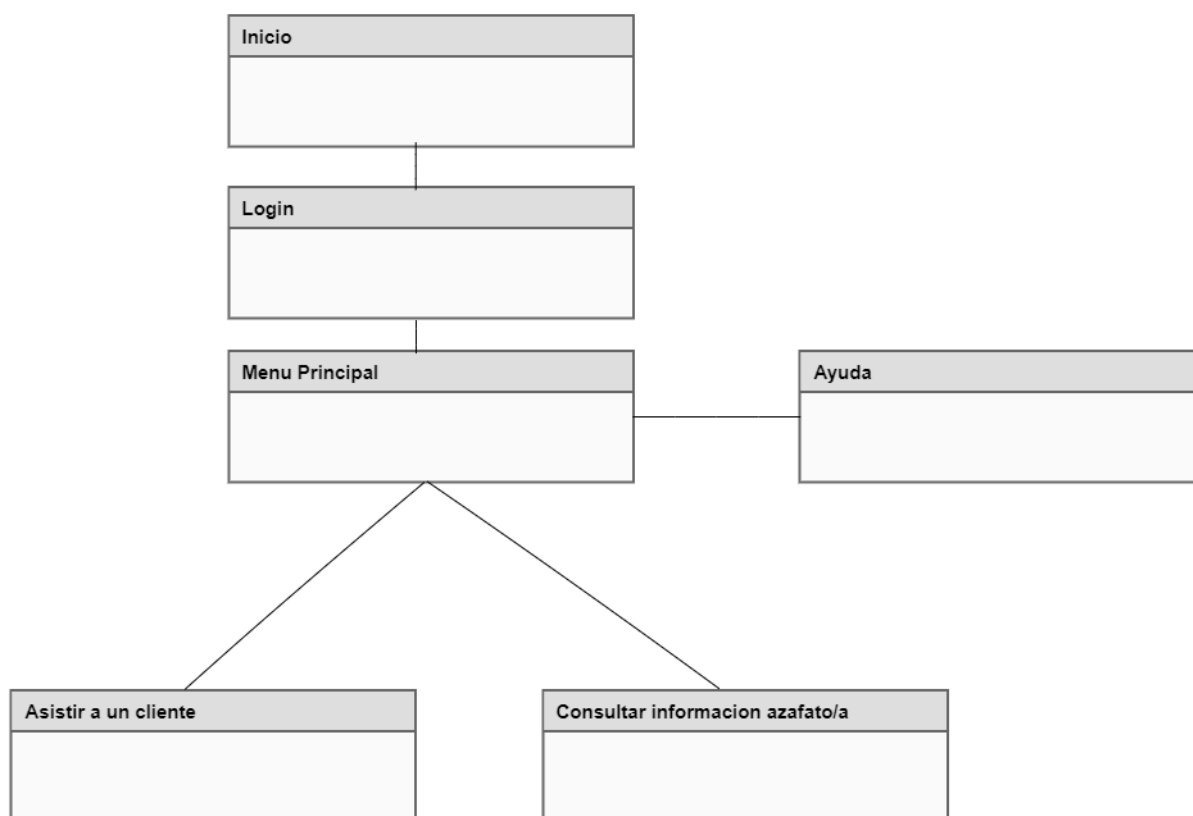 Inicio
Login
Menu Principal
Ayuda
Asistir a un cliente
Consultar informacion azafato/a